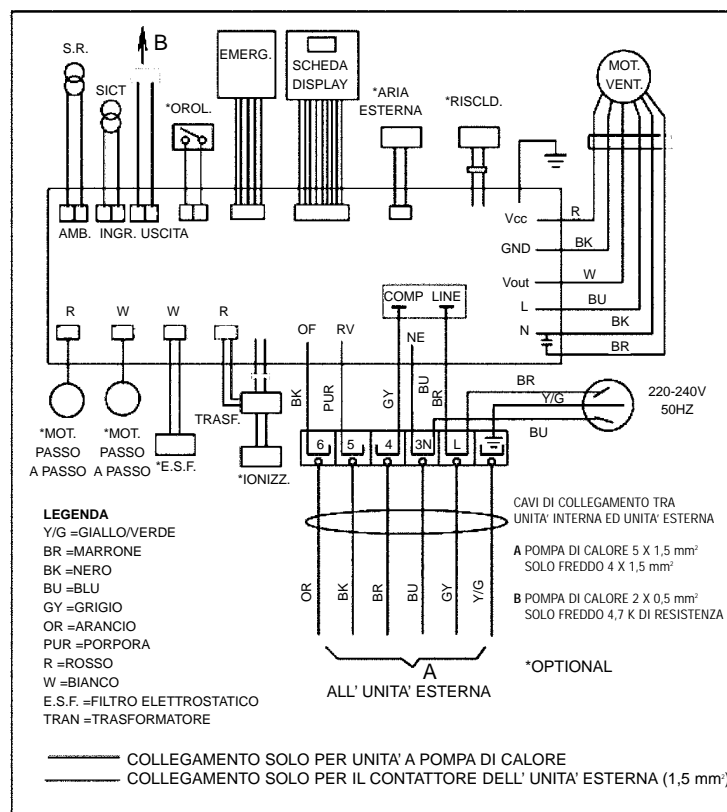 S.R.
B
SICT
*OROL.
EMERG.
SCHEDA
DISPLAY
*ARIA
ESTERNA
*RISCLD.
MOT.
VENT.
AMB. INGR. USCITA
Vcc
R
GND
BK
Vout
W
L
BU
N
BK
BR
R
W
W
R
OF
RV
COMP
LINE
NE
BK
PUR
GY
BU
BR
BR
Y/G
BU
220-240V
50HZ
TRASF.
*MOT.
PASSO
A PASSO
*MOT.
PASSO
A PASSO
*E.S.F.
*IONIZZ.
6
5
4
3N
L
LEGENDA
Y/G =GIALLO/VERDE
BR =MARRONE
BK =NERO
BU =BLU
GY =GRIGIO
OR =ARANCIO
PUR =PORPORA
R =ROSSO
W =BIANCO
E.S.F. =FILTRO ELETTROSTATICO
TRAN =TRASFORMATORE
OR
BK
BR
BU
GY
Y/G
A
ALL' UNITA' ESTERNA
CAVI DI COLLEGAMENTO TRA
UNITA' INTERNA ED UNITA' ESTERNA
A POMPA DI CALORE 5 X 1,5 mm²
SOLO FREDDO 4 X 1,5 mm²
B POMPA DI CALORE 2 X 0,5 mm²
SOLO FREDDO 4,7 K DI RESISTENZA
*OPTIONAL
COLLEGAMENTO SOLO PER UNITA' A POMPA DI CALORE
COLLEGAMENTO SOLO PER IL CONTATTORE DELL' UNITA' ESTERNA (1,5 mm²)